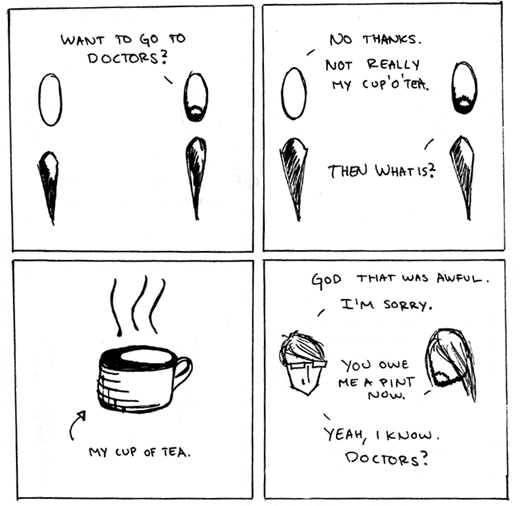 WANT TO GO TO
DOCTORS?
NO THANKS.
NOT REALLY
MY CUP'O'TEA.
THEN WHAT IS?
MY CUP OF TEA.
GOD THAT WAS AWFUL.
I'M SORRY.
YOU OWE
ME A PINT
NOW.
YEAH, I KNOW.
DOCTORS?